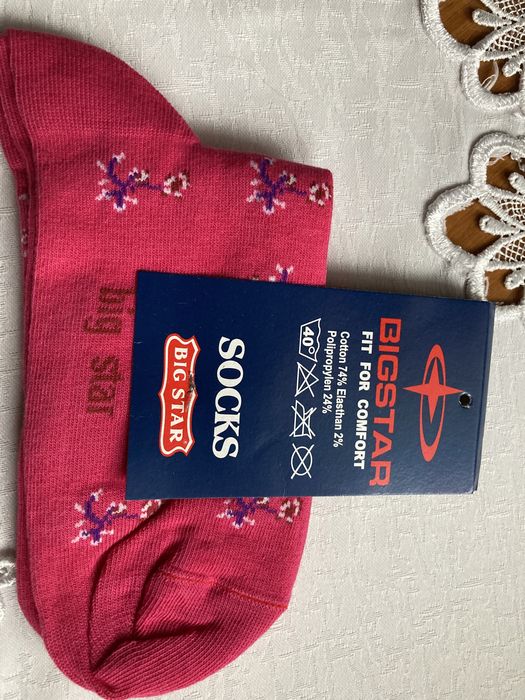 BIGSTAR
FIT FOR COMFORT
Cotton 74% Elasthan 2%
Polipropylen 24%
40°
SOCKS
BIG STAR
big star